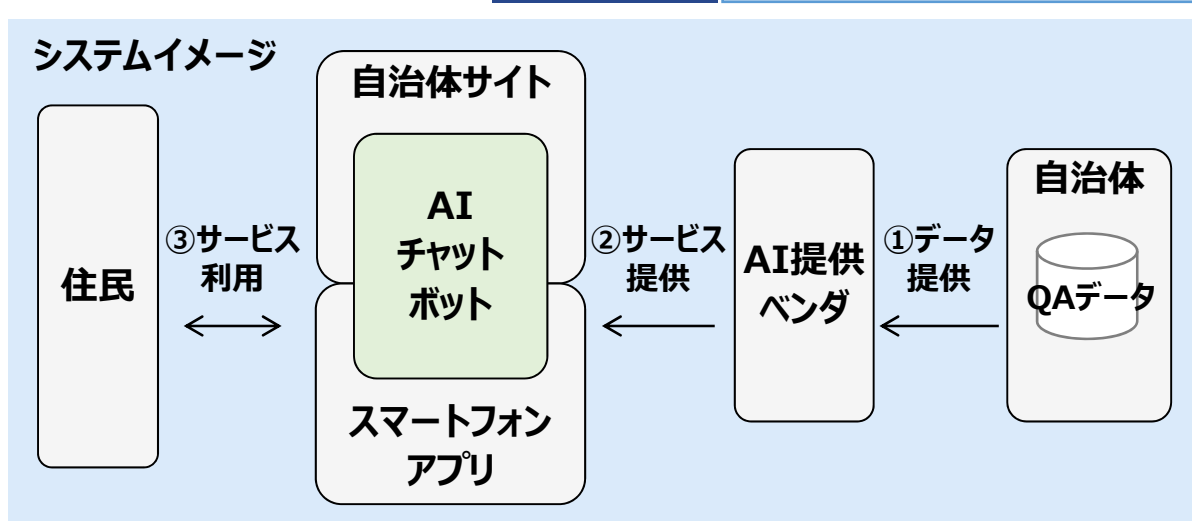 システムイメージ
住民
③サービス
利用
自治体サイト
AI
チャット
ボット
スマートフォン
アプリ
②サービス
提供
AI提供
ベンダ
①データ
提供
自治体
QAデータ